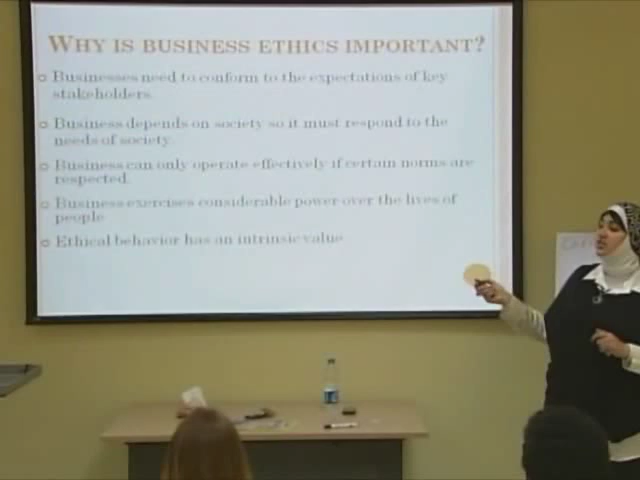 WHY IS BUSINESS ETHICS IMPORTANT?
Businesses need to conform to the expectations of key
stakeholders.
Business depends on society so it must respond to the
needs of society.
Business can only operate effectively if certain norms are
respected.
Business exercises considerable power over the lives of
people
Ethical behavior has an intrinsic value